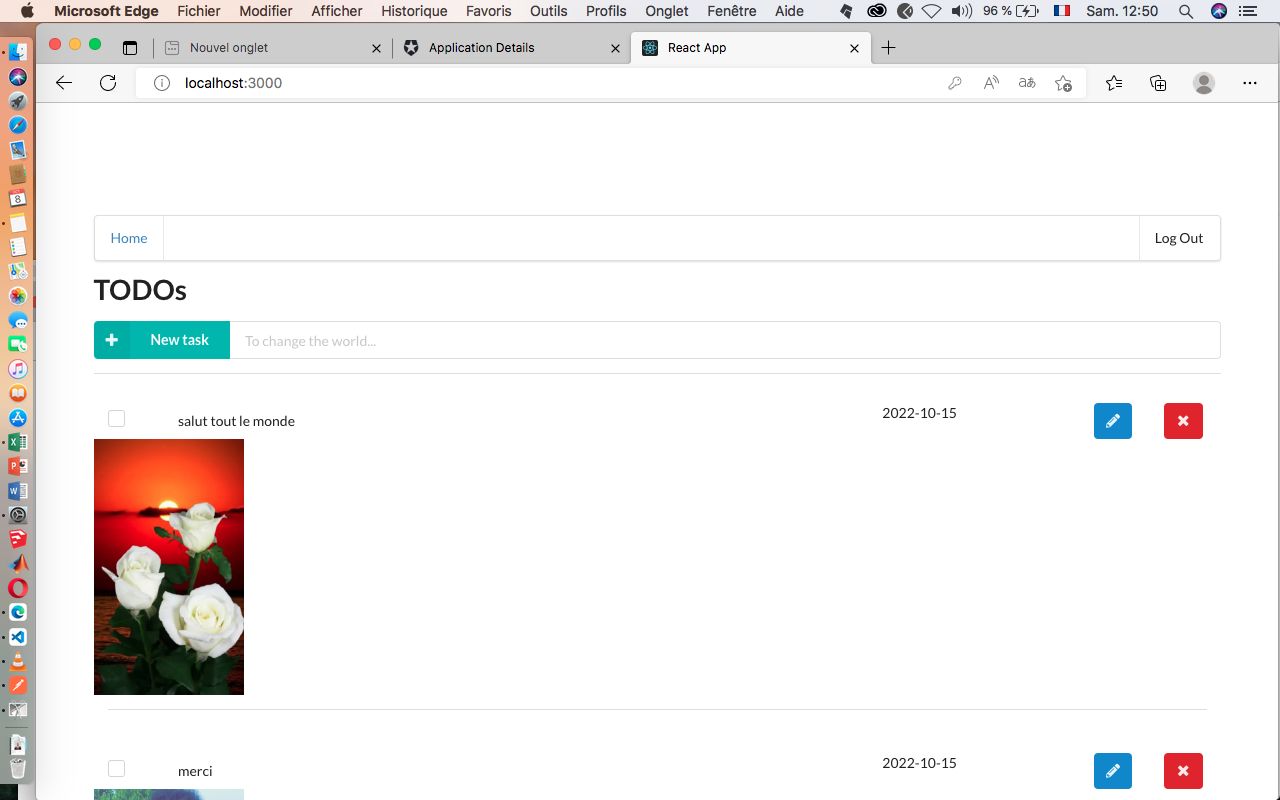 Microsoft Edge Fichier Modifier Afficher Historique Favoris Outils Profils Onglet Fenêtre Aide 96 % Sam. 12:50
Nouvel onglet Application Details React App
localhost:3000
Home Log Out
TODOs
New task To change the world...
salut tout le monde 2022-10-15
merci 2022-10-15